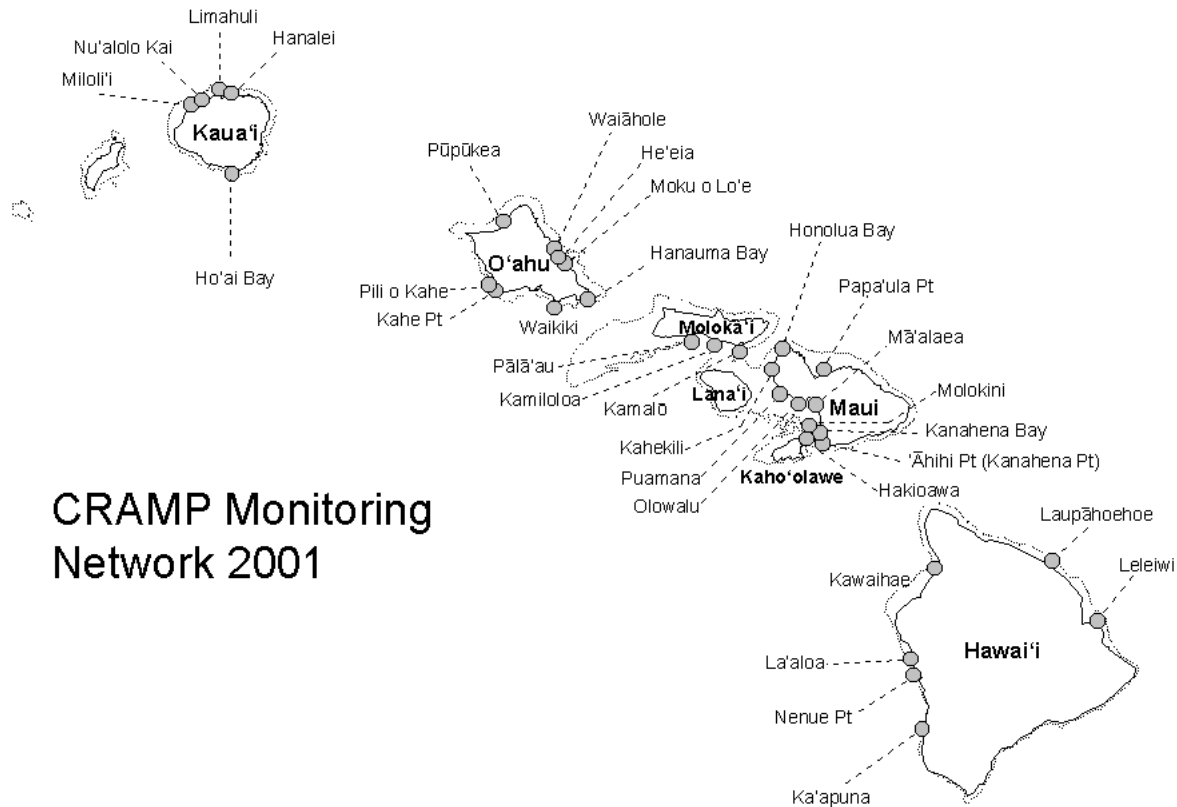 Limahuli
Nu'alolo Kai
Hanalei
Miloli'i
Kaua‘i
Ho'ai Bay
Waiāhole
Pūpūkea
He'eia
Moku o Lo'e
O‘ahu
Hanauma Bay
Pili o Kahe
Kahe Pt
Waikiki
Honolua Bay
Papa'ula Pt
Moloka‘i
Mā'alaea
Pālā'au
Molokini
Kamiloloa
Lana‘i
Kamalō
Maui
Kanahena Bay
Kahekili
'Āhihi Pt (Kanahena Pt)
Puamana
Kaho‘olawe
Hakioawa
Olowalu
CRAMP Monitoring
Network 2001
Laupāhoehoe
Leleiwi
Kawaihae
Hawai‘i
La'aloa
Nenue Pt
Ka'apuna